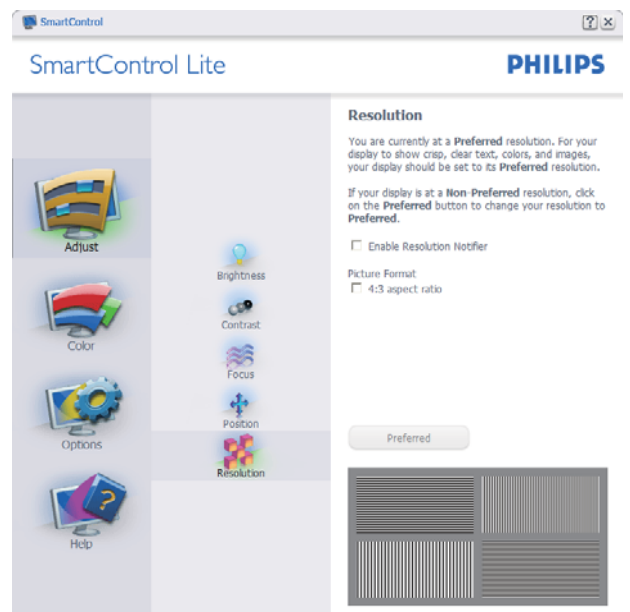 SmartControl
SmartControl Lite
PHILIPS
Adjust
Color
Options
Help
Brightness
Contrast
Focus
Position
Resolution
Resolution
You are currently at a Preferred resolution. For your
display to show crisp, clear text, colors, and images,
your display should be set to its Preferred resolution.
If your display is at a Non-Preferred resolution, click
on the Preferred button to change your resolution to
Preferred.
Enable Resolution Notifier
Picture Format
4:3 aspect ratio
Preferred